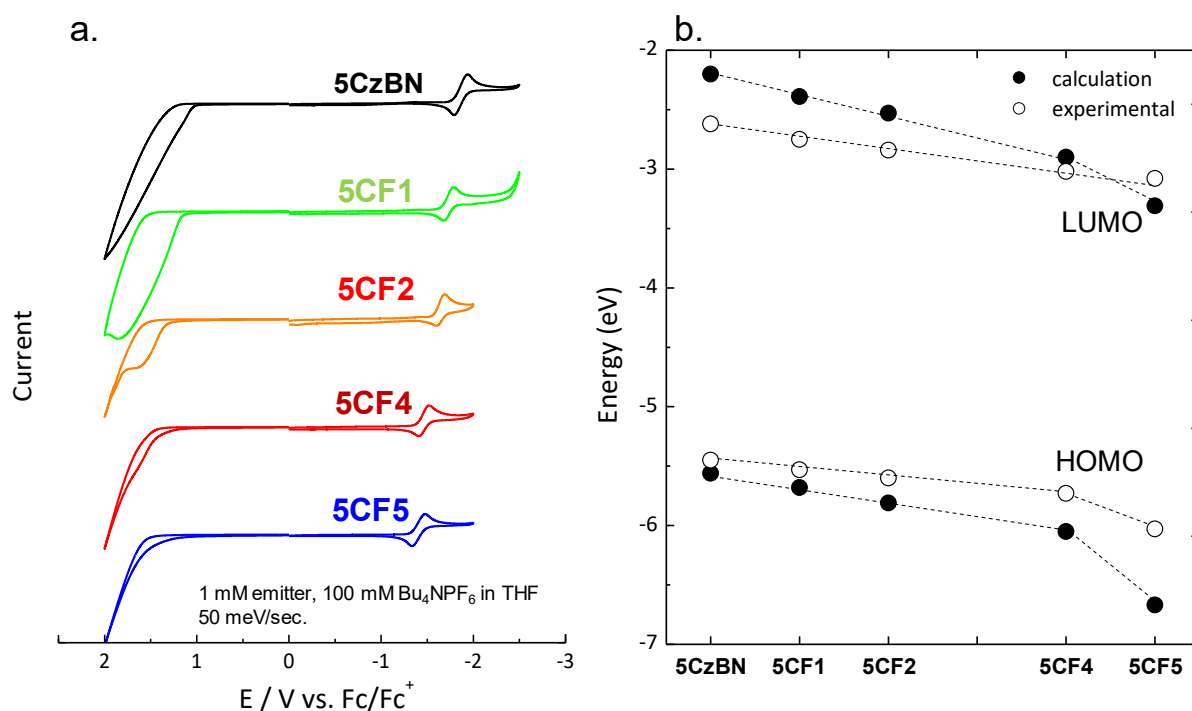 a.
5CzBN
5CF1
5CF2
5CF4
5CF5
1 mM emitter, 100 mM Bu₄NPF₆ in THF
50 meV/sec.
Current
2 1 0 -1 -2 -3
E / V vs. Fc/Fc⁺
b.
-2
-3
-4
-5
-6
-7
Energy (eV)
calculation
experimental
LUMO
HOMO
5CzBN 5CF1 5CF2 5CF4 5CF5